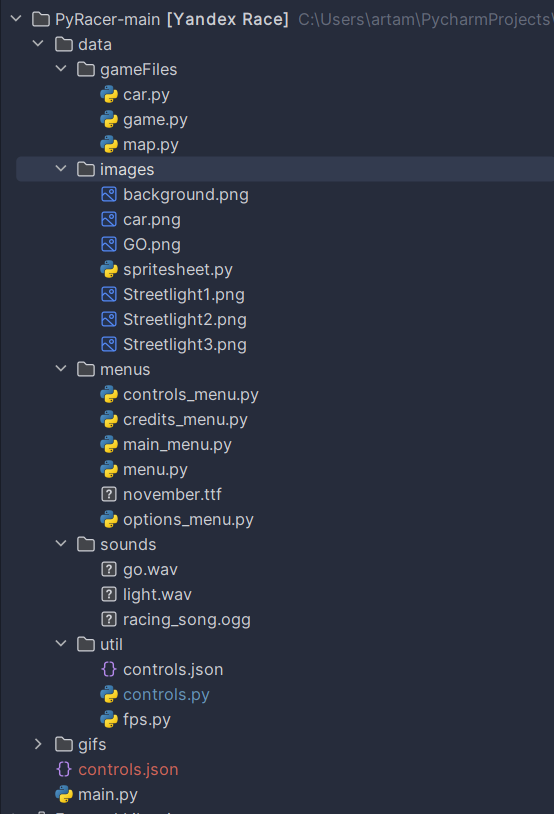 PyRacer-main [Yandex Race] C:\Users\artam\PycharmProjects\
data
gameFiles
car.py
game.py
map.py
images
background.png
car.png
GO.png
spritesheet.py
Streetlight1.png
Streetlight2.png
Streetlight3.png
menus
controls_menu.py
credits_menu.py
main_menu.py
menu.py
november.ttf
options_menu.py
sounds
go.wav
light.wav
racing_song.ogg
util
controls.json
controls.py
fps.py
gifs
controls.json
main.py